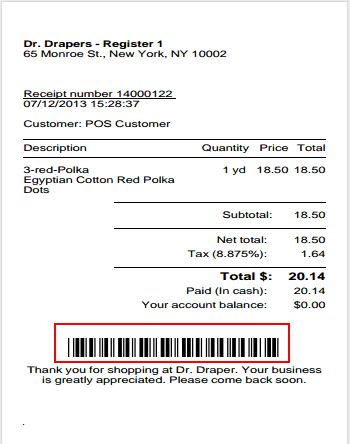 Dr. Drapers - Register 1
65 Monroe St., New York, NY 10002
Receipt number 14000122
07/12/2013 15:28:37
Customer: POS Customer
Description Quantity Price Total
3-red-Polka 1 yd 18.50 18.50
Egyptian Cotton Red Polka
Dots
Subtotal: 18.50
Net total: 18.50
Tax (8.875%): 1.64
Total $: 20.14
Paid (In cash): 20.14
Your account balance: $0.00
Thank you for shopping at Dr. Draper. Your business
is greatly appreciated. Please come back soon.